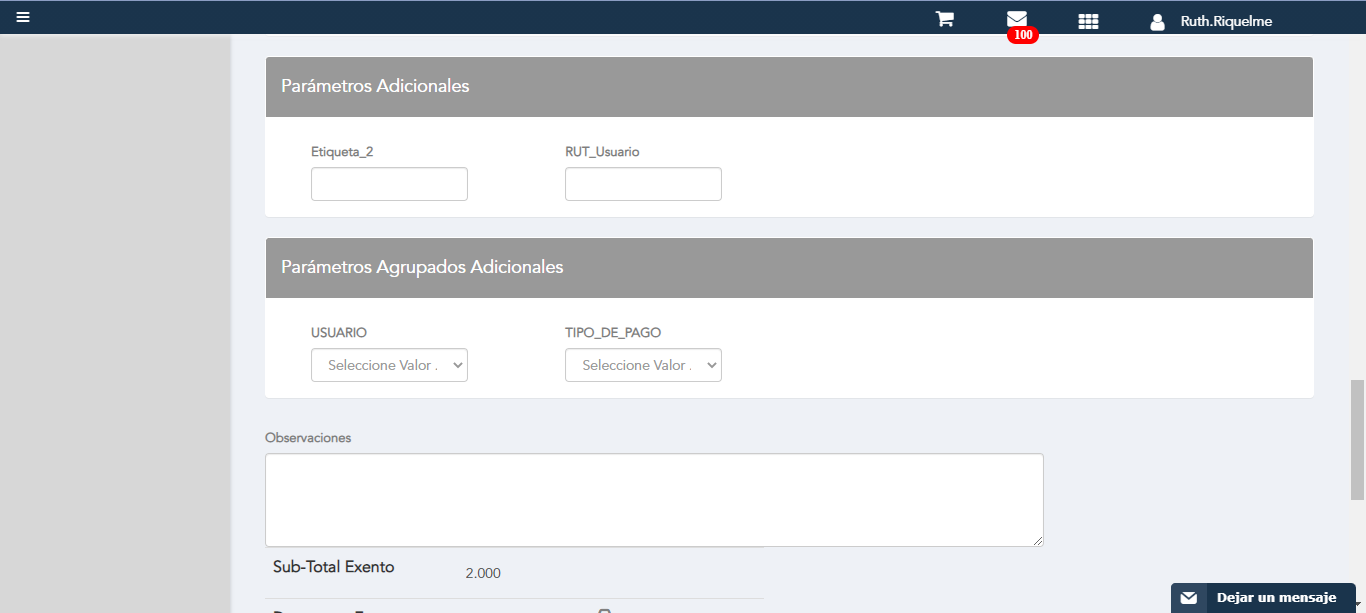 Ruth.Riquelme
100
Parámetros Adicionales
Etiqueta_2 RUT_Usuario
Parámetros Agrupados Adicionales
USUARIO TIPO_DE_PAGO
Seleccione Valor . Seleccione Valor .
Observaciones
Sub-Total Exento 2.000
Dejar un mensaje